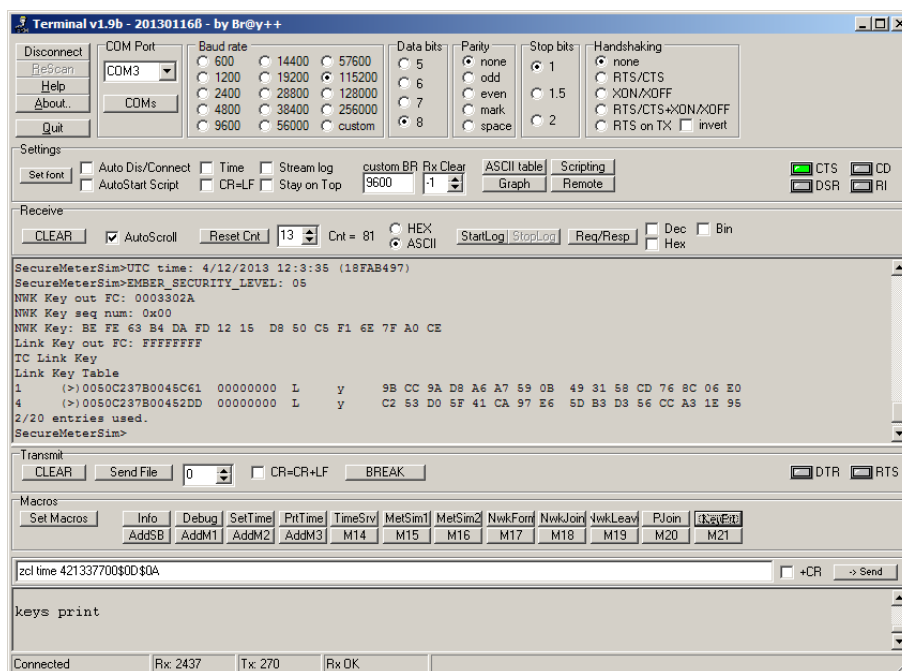 Terminal v1.9b - 20130116ß - by Br@y++
Disconnect
ReScan
Help
About..
Quit
COM Port
COM3
COMs
Baud rate
600 14400 57600
1200 19200 115200
2400 28800 128000
4800 38400 256000
9600 56000 custom
Data bits
5
6
7
8
Parity
none
odd
even
mark
space
Stop bits
1
1.5
2
Handshaking
none
RTS/CTS
XON/XOFF
RTS/CTS+XON/XOFF
RTS on TX invert
Settings
Set font
Auto Dis/Connect Time Stream log
AutoStart Script CR=LF Stay on Top
custom BR Rx Clear
9600 -1
ASCII table Scripting
Graph Remote
CTS CD
DSR RI
Receive
CLEAR AutoScroll Reset Cnt 13 Cnt = 81
HEX
ASCII
StartLog StopLog Req/Resp
Dec Bin
Hex
SecureMeterSim>UTC time: 4/12/2013 12:3:35 (18FAB497)
SecureMeterSim>EMBER_SECURITY_LEVEL: 05
NWK Key out FC: 0003302A
NWK Key seq num: 0x00
NWK Key: BE FE 63 B4 DA FD 12 15 D8 50 C5 F1 6E 7F A0 CE
Link Key out FC: FFFFFFFF
TC Link Key
Link Key Table
1 (>)0050C237B0045C61 00000000 L y 9B CC 9A D8 A6 A7 59 0B 49 31 58 CD 76 8C 06 E0
4 (>)0050C237B00452DD 00000000 L y C2 53 D0 5F 41 CA 97 E6 5D B3 D3 56 CC A3 1E 95
2/20 entries used.
SecureMeterSim>
Transmit
CLEAR Send File 0 CR=CR+LF BREAK
DTR RTS
Macros
Set Macros Info Debug SetTime PrtTime TimeSrv MetSim1 MetSim2 NwkForm NwkJoin NwkLeav PJoin KeyPrt
AddSB AddM1 AddM2 AddM3 M14 M15 M16 M17 M18 M19 M20 M21
zcl time 421337700$0D$0A +CR -> Send
keys print
Connected Rx: 2437 Tx: 270 Rx OK